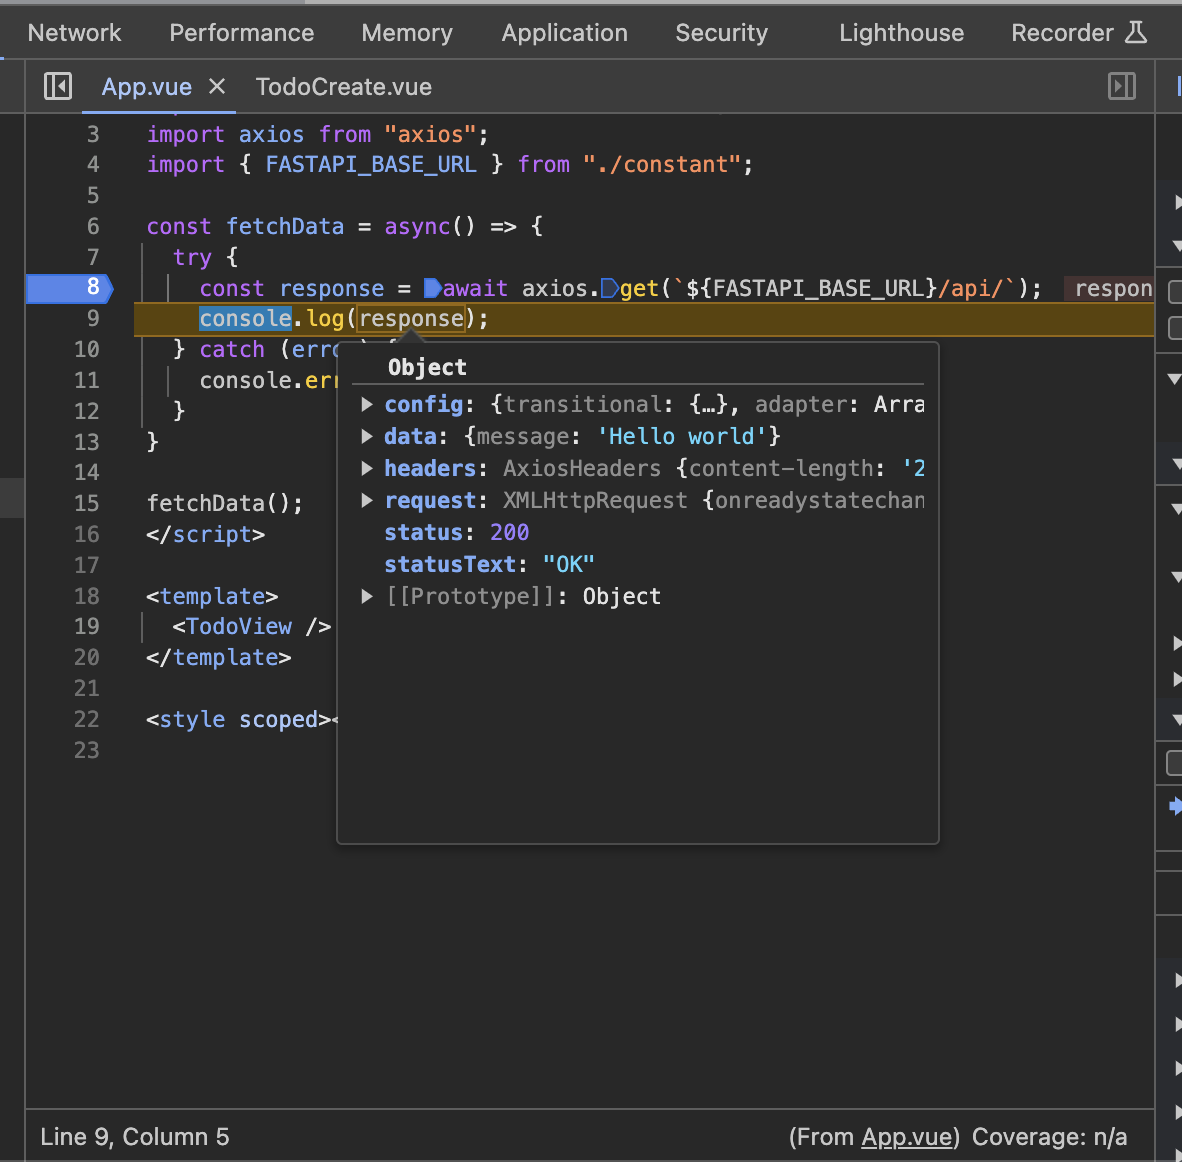 Network Performance Memory Application Security Lighthouse Recorder
App.vue × TodoCreate.vue
3 import axios from "axios";
4 import { FASTAPI_BASE_URL } from "./constant";
5
6 const fetchData = async() => {
7 try {
8 const response = await axios.get(`${FASTAPI_BASE_URL}/api/`); respon
9 console.log(response);
10 } catch (erro
11 console.err
12 }
13 }
14
15 fetchData();
16 </script>
17
18 <template>
19 <TodoView />
20 </template>
21
22 <style scoped><
23
Object
config: {transitional: {…}, adapter: Arra
data: {message: 'Hello world'}
headers: AxiosHeaders {content-length: '2
request: XMLHttpRequest {onreadystatechan
status: 200
statusText: "OK"
[[Prototype]]: Object
Line 9, Column 5 (From App.vue) Coverage: n/a